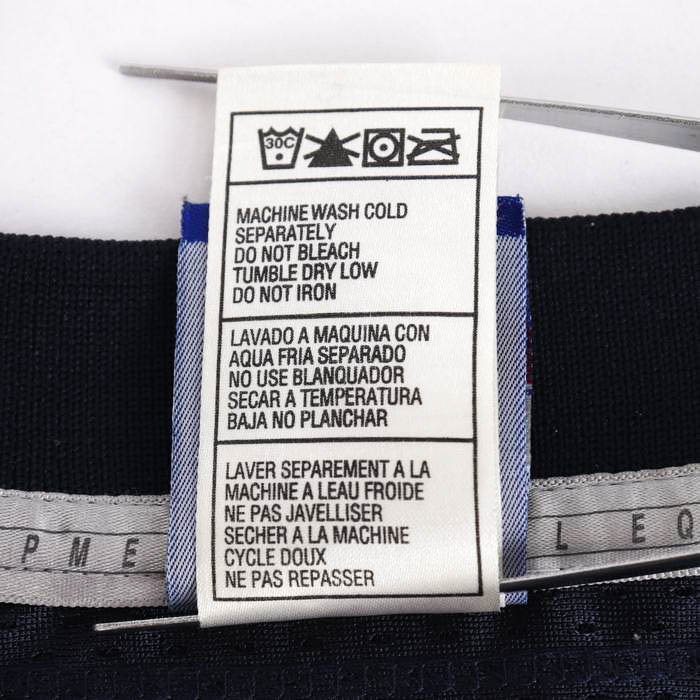 30C
MACHINE WASH COLD
SEPARATELY
DO NOT BLEACH
TUMBLE DRY LOW
DO NOT IRON
LAVADO A MAQUINA CON
AQUA FRIA SEPARADO
NO USE BLANQUADOR
SECAR A TEMPERATURA
BAJA NO PLANCHAR
LAVER SEPAREMENT A LA
MACHINE A LEAU FROIDE
NE PAS JAVELLISER
SECHER A LA MACHINE
CYCLE DOUX
NE PAS REPASSER
PME
L EQ